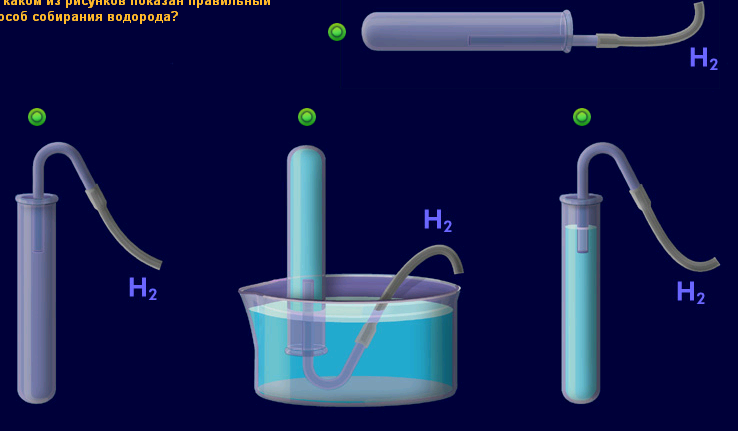 каком из рисунков показан правильный
особ собирания водорода?
H₂
H₂
H₂
H₂